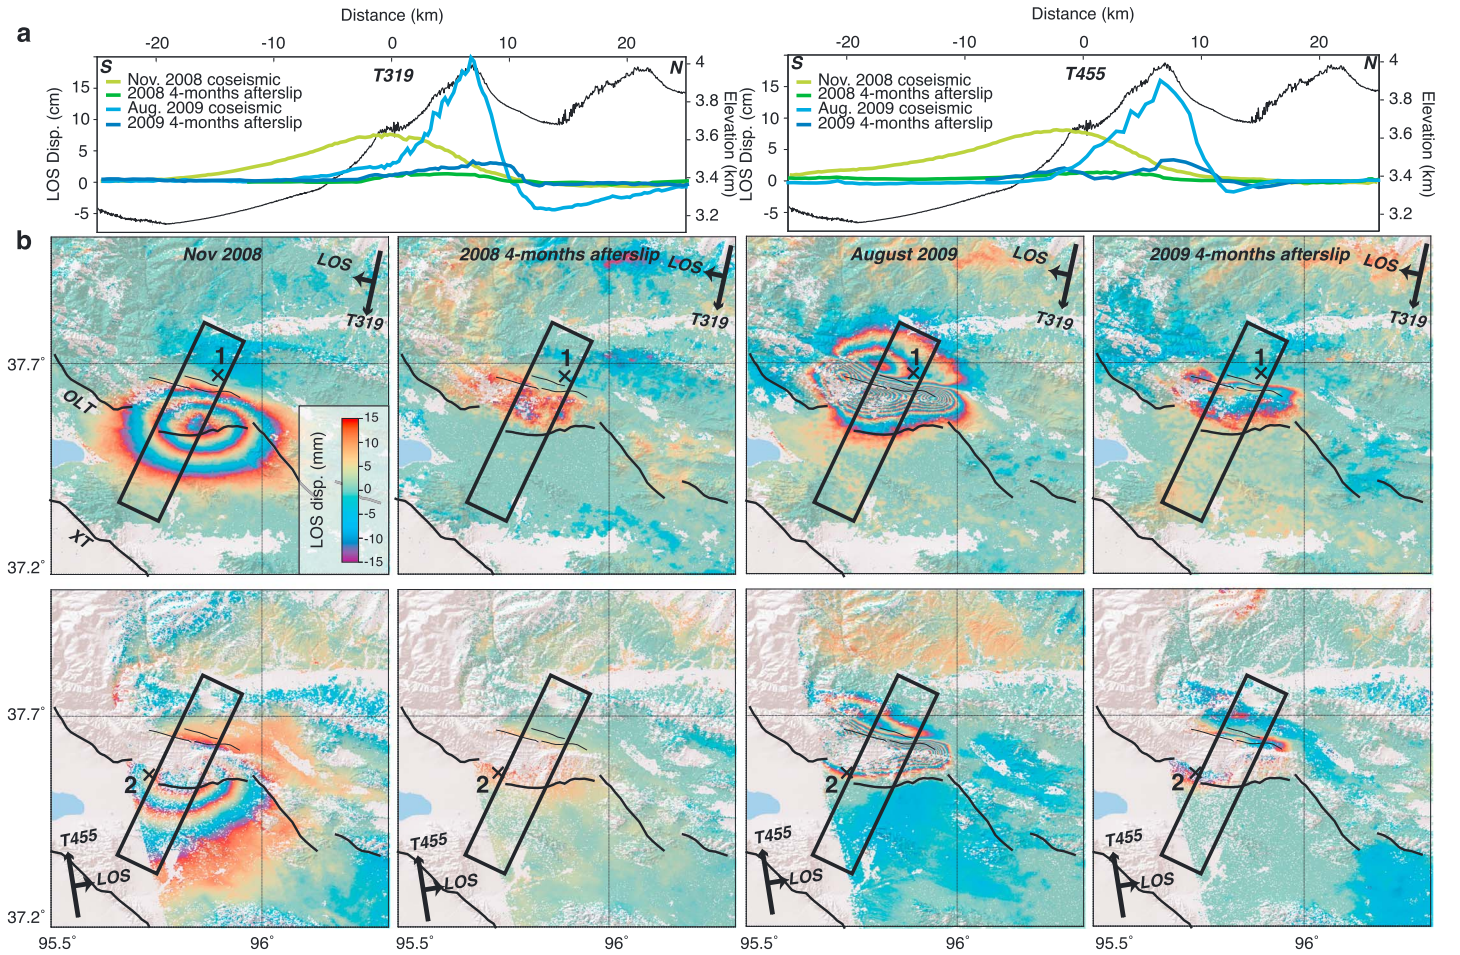 a
Distance (km)
-20 -10 0 10 20
S T319 N
Nov. 2008 coseismic
2008 4-months afterslip
Aug. 2009 coseismic
2009 4-months afterslip
LOS Disp. (cm)
15
10
5
0
-5
Elevation (km)
4
3.8
3.6
3.4
3.2
Distance (km)
-20 -10 0 10 20
S T455 N
Nov. 2008 coseismic
2008 4-months afterslip
Aug. 2009 coseismic
2009 4-months afterslip
LOS Disp. (cm)
15
10
5
0
-5
Elevation (km)
4
3.8
3.6
3.4
3.2
b
Nov 2008
LOS
T319
1
OLT
XT
LOS disp. (mm)
15
10
5
0
-5
-10
-15
37.7°
37.2°
2008 4-months afterslip
LOS
T319
1
August 2009
LOS
T319
1
2009 4-months afterslip
LOS
T319
1
37.7°
37.2°
2
T455
LOS
95.5° 96°
2
T455
LOS
95.5° 96°
2
T455
LOS
95.5° 96°
2
T455
LOS
95.5° 96°